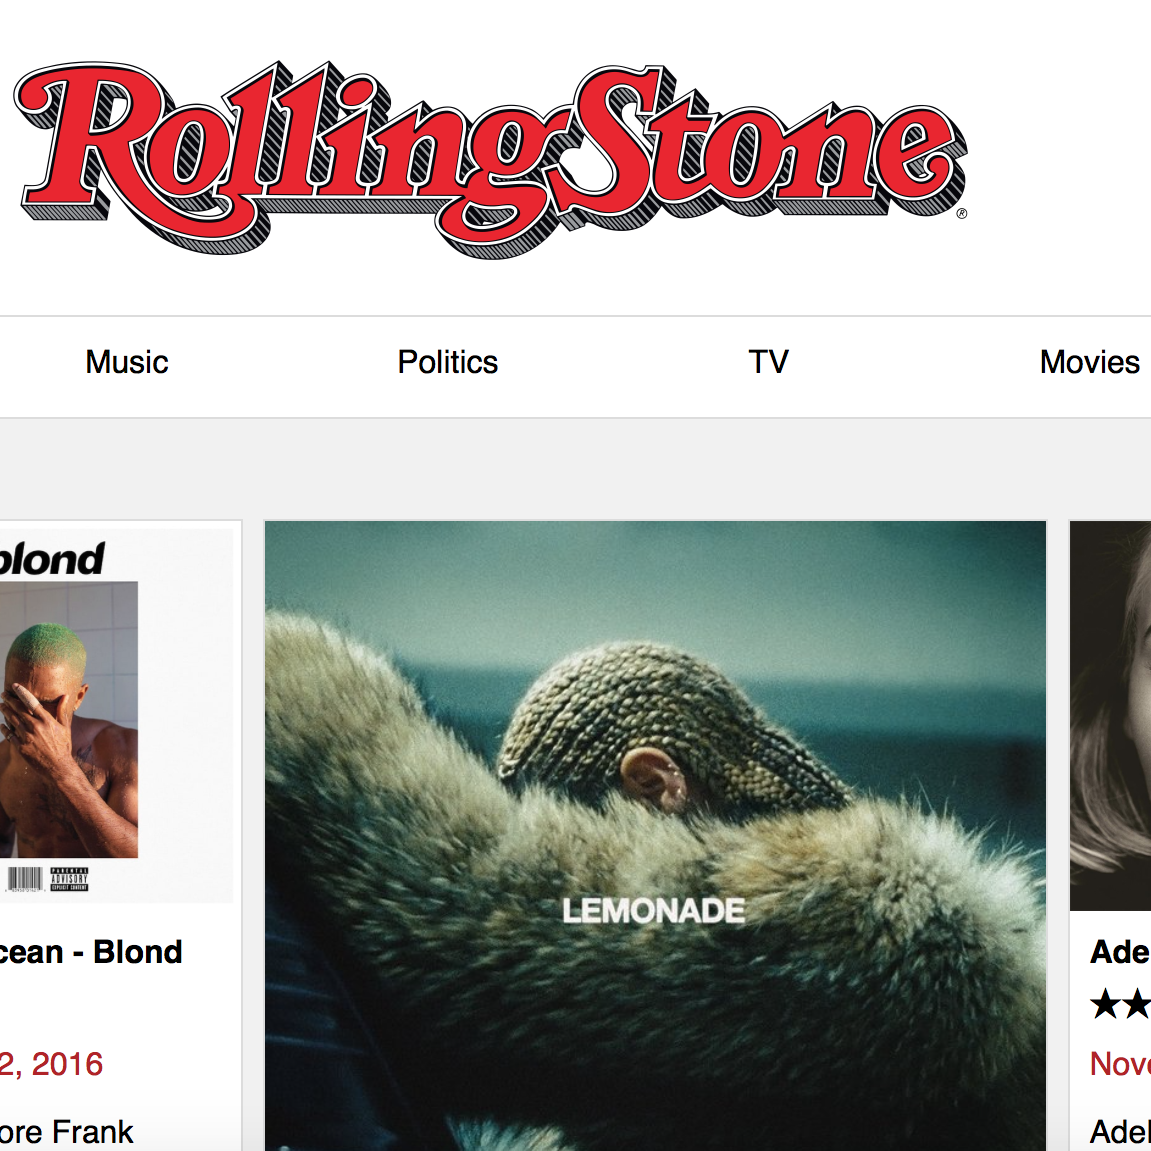 RollingStone
®
Music Politics TV Movies
blond
PARENTAL
ADVISORY
EXPLICIT CONTENT
LEMONADE
cean - Blond
2, 2016
ore Frank
Ade
★★
Nove
Adel